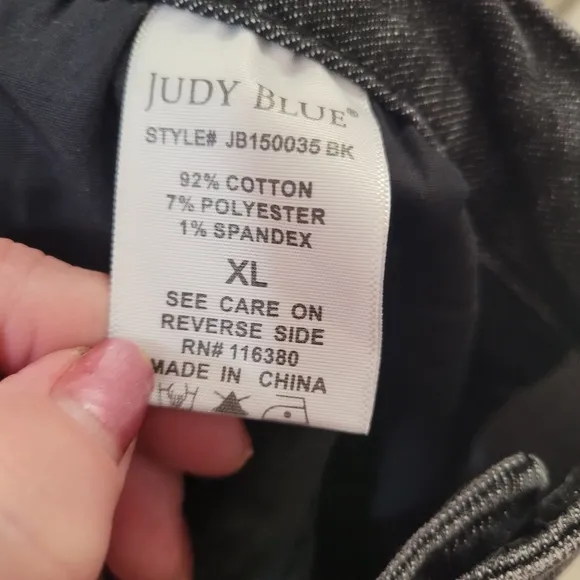 JUDY BLUE®
STYLE# JB150035 BK
92% COTTON
7% POLYESTER
1% SPANDEX
XL
SEE CARE ON
REVERSE SIDE
RN# 116380
MADE IN CHINA